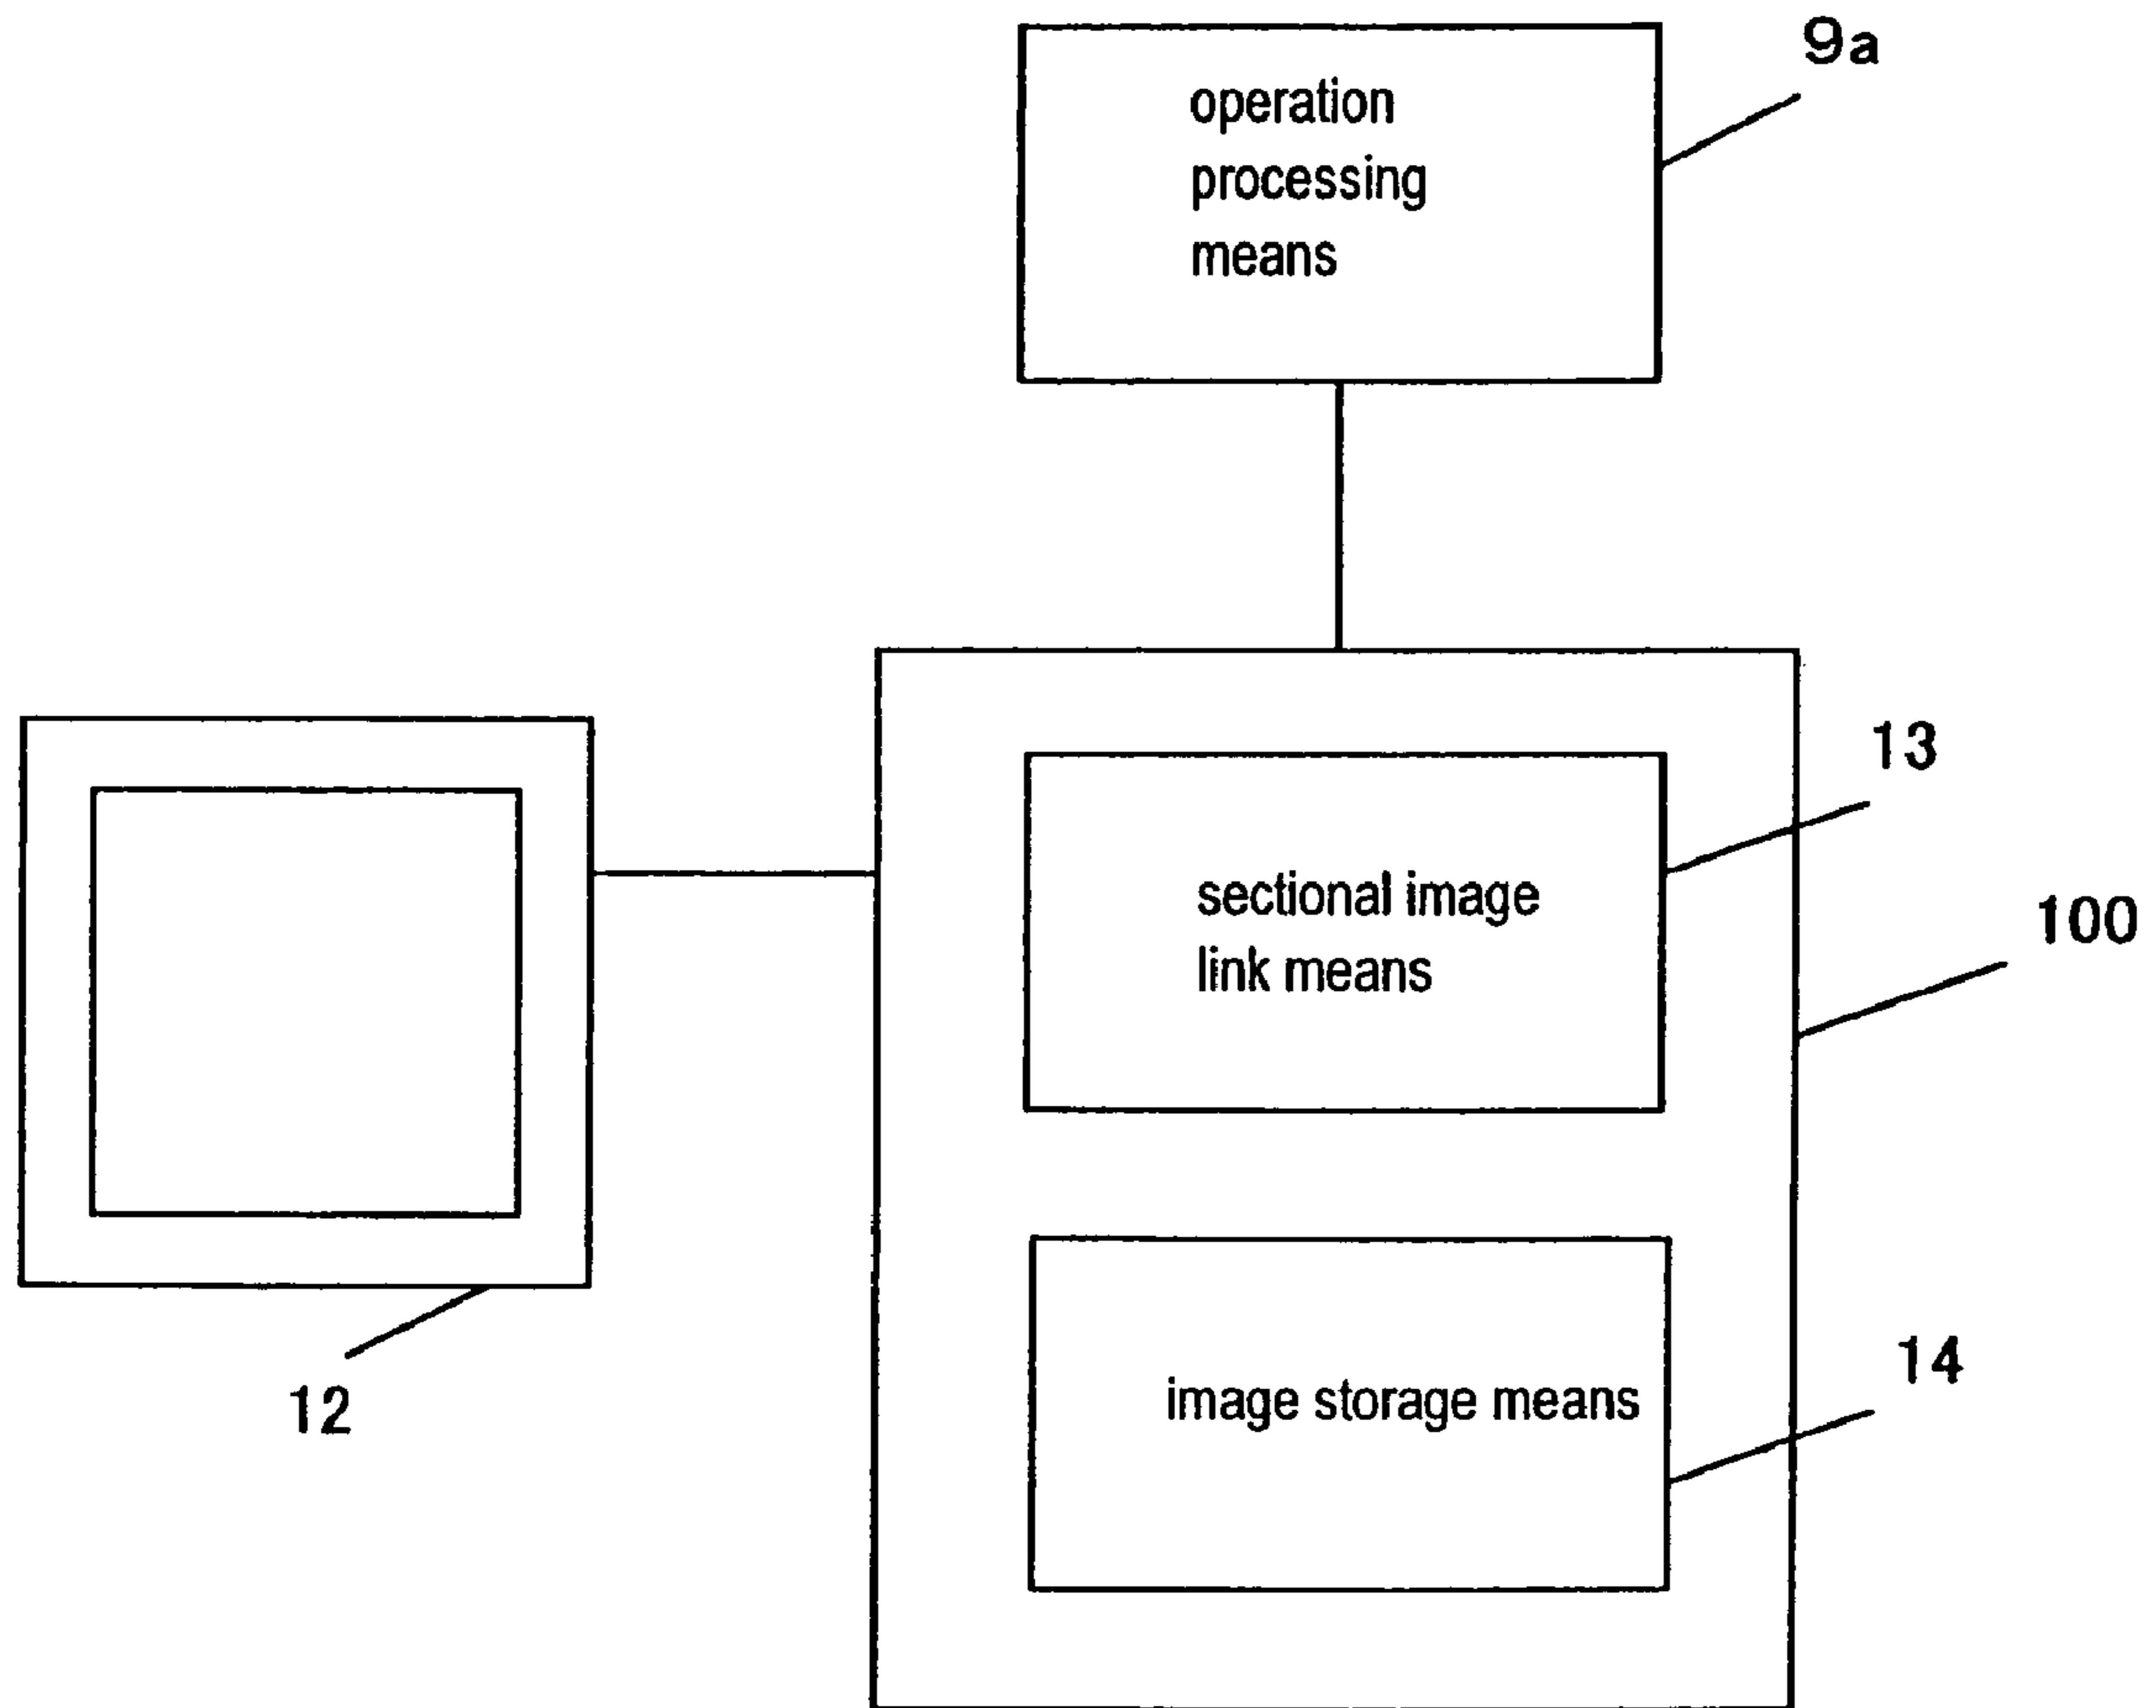 9a
operation
processing
means
13
sectional image
link means
100
12
14
image storage means